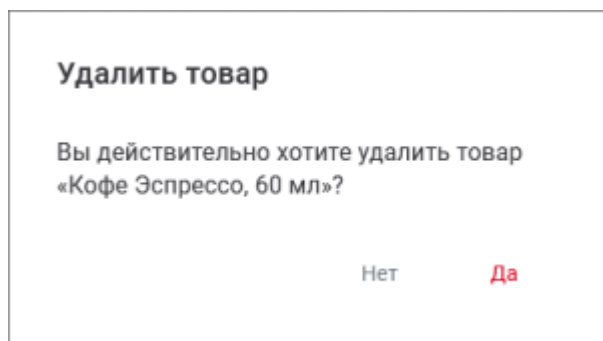 Удалить товар
Вы действительно хотите удалить товар
«Кофе Эспрессо, 60 мл»?
Нет Да